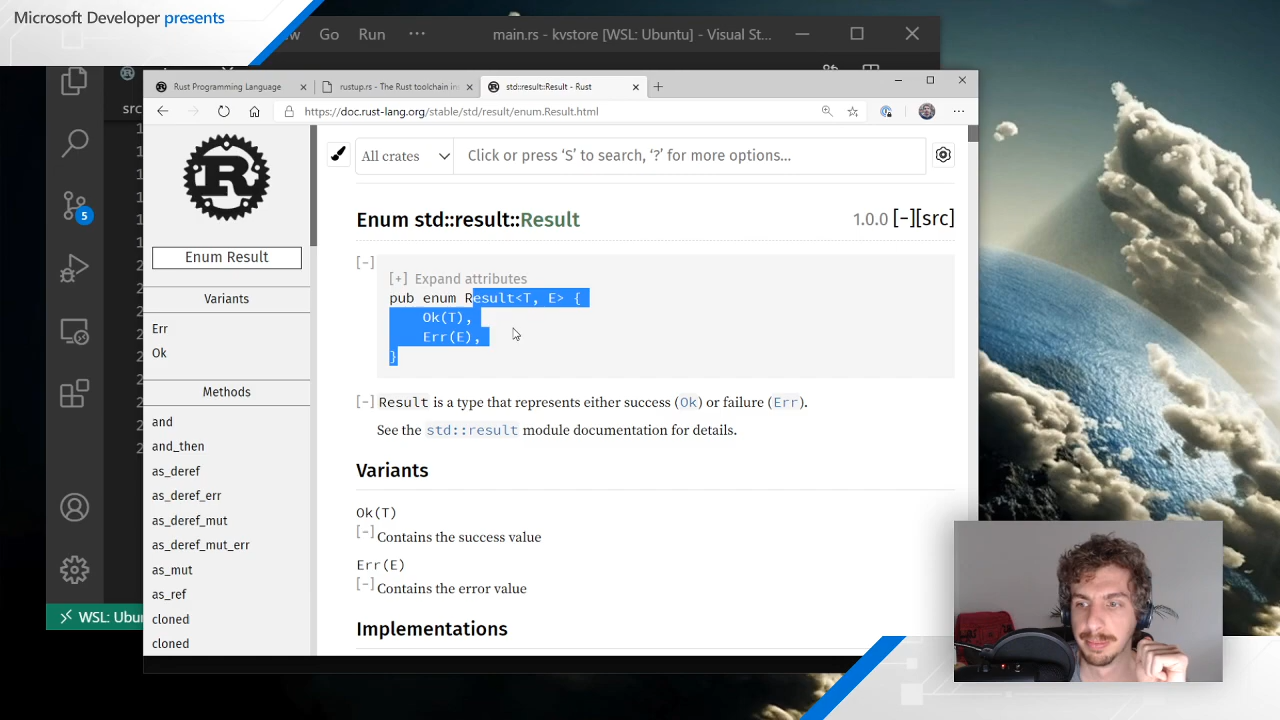 Microsoft Developer presents
Go Run ··· main.rs - kvstore [WSL: Ubuntu] - Visual St...
Rust Programming Language
rustup.rs - The Rust toolchain in
std::result::Result - Rust
src
https://doc.rust-lang.org/stable/std/result/enum.Result.html
All crates
Click or press ‘S’ to search, ‘?’ for more options...
Enum std::result::Result
1.0.0 [-][src]
Enum Result
Variants
Err
Ok
Methods
and
and_then
as_deref
as_deref_err
as_deref_mut
as_deref_mut_err
as_mut
as_ref
cloned
cloned
[-]
[+] Expand attributes
pub enum Result<T, E> {
Ok(T),
Err(E),
}
[-] Result is a type that represents either success (Ok) or failure (Err).
See the std::result module documentation for details.
Variants
Ok(T)
[-] Contains the success value
Err(E)
[-] Contains the error value
Implementations
5
WSL: Ubu
R